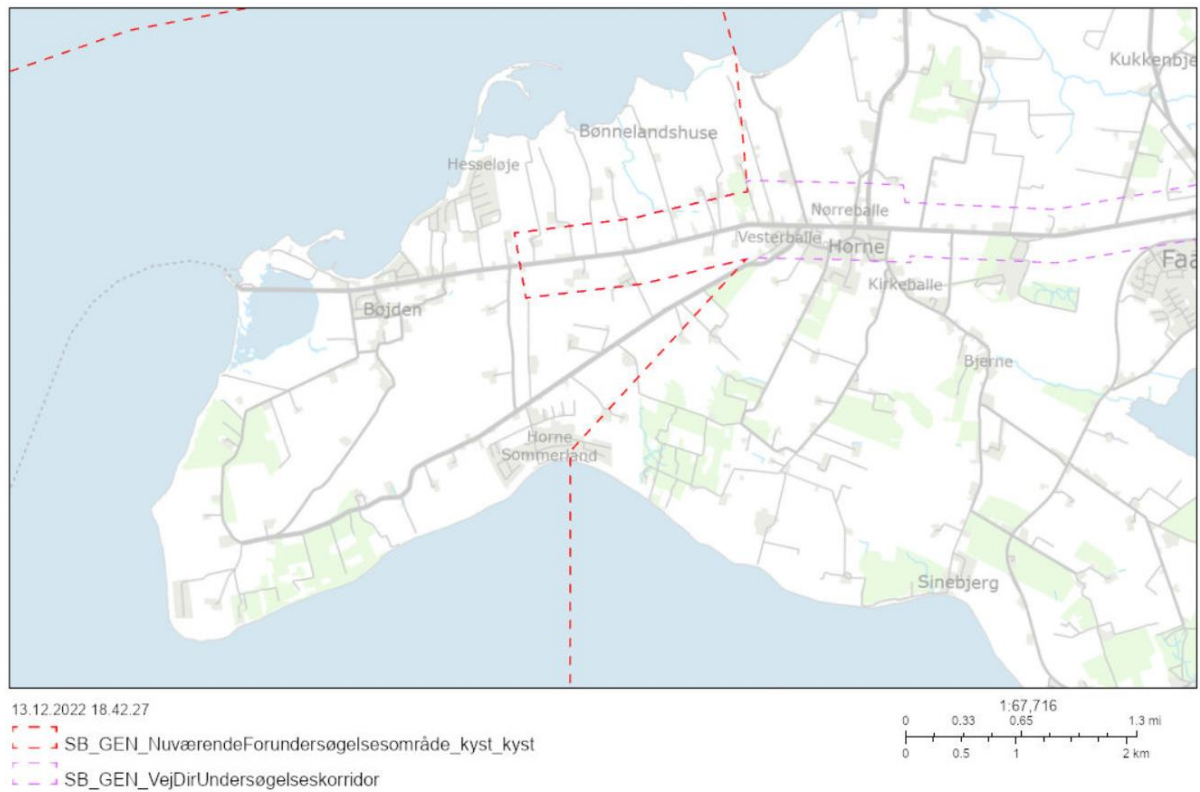 Kukkenbje
Bønnelandshuse
Hesseløje
Nørreballe
Vesterballe
Horne
Faa
Kirkeballe
Bøjden
Bjerne
Horne
Sommerland
Sinebjerg
13.12.2022 18.42.27
SB_GEN_NuværendeForundersøgelsesområde_kyst_kyst
SB_GEN_VejDirUndersøgelseskorridor
1:67,716
0 0.33 0.65 1.3 mi
0 0.5 1 2 km